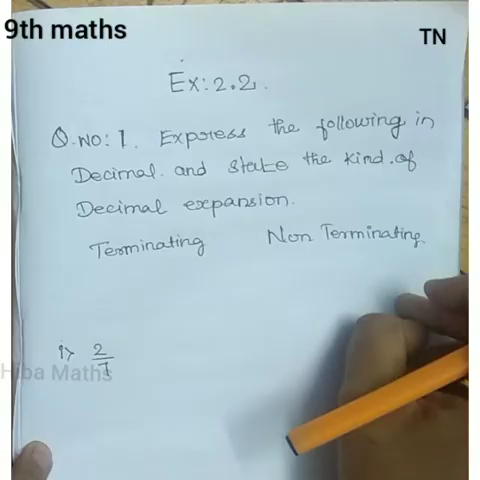 9th maths
TN
Ex: 2.2.
Q.NO: 1. Express the following in
Decimal. and state the kind.of
Decimal expansion.
Terminating Non Terminating
i> 2/7
Hiba Maths